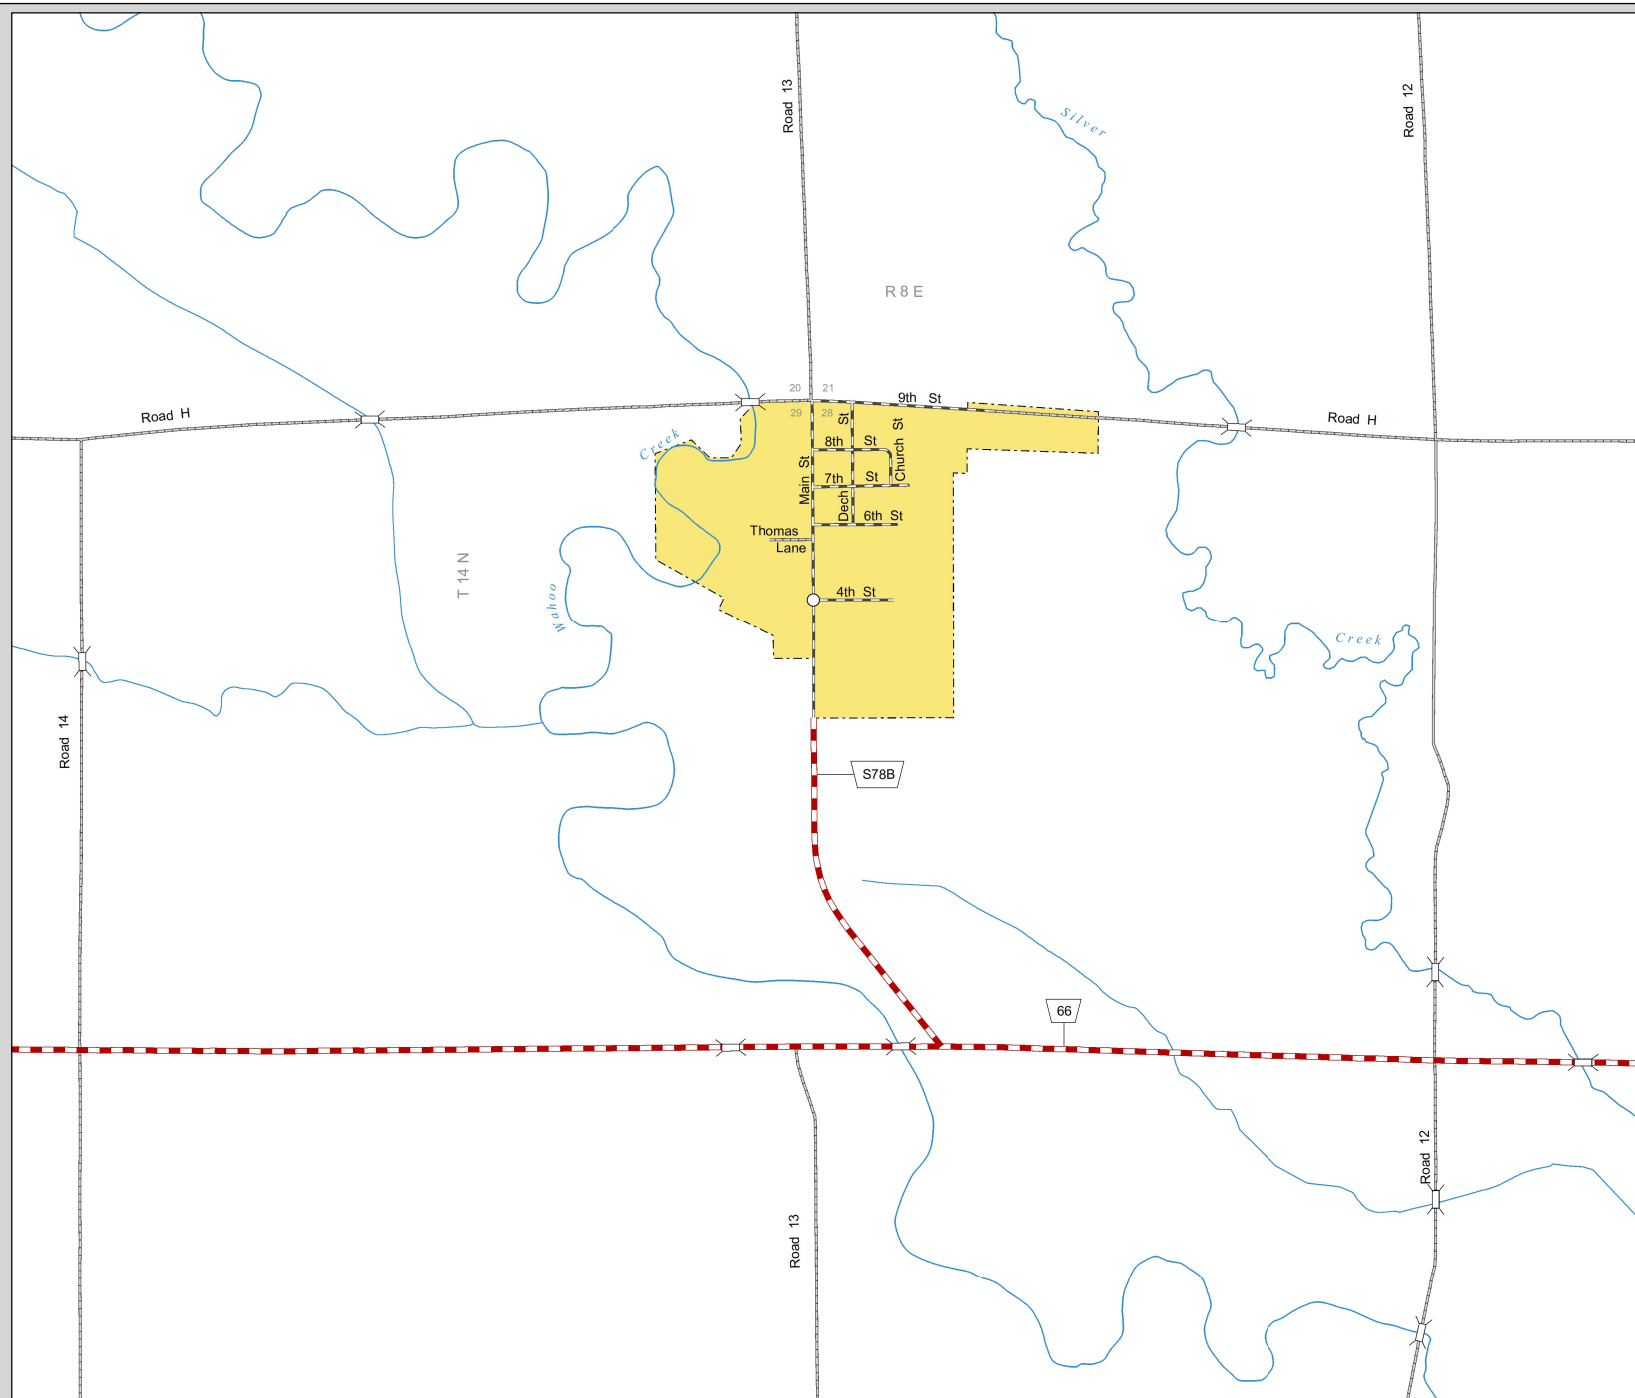 Road 13
Road 12
Silver
R 8 E
20
21
29
28
9th St
Road H
Road H
Creek
8th St
7th St
6th St
Main St
Dech St
Church St
Thomas
Lane
4th St
T 14 N
Wahoo
Creek
Road 14
S78B
66
Road 12
Road 13